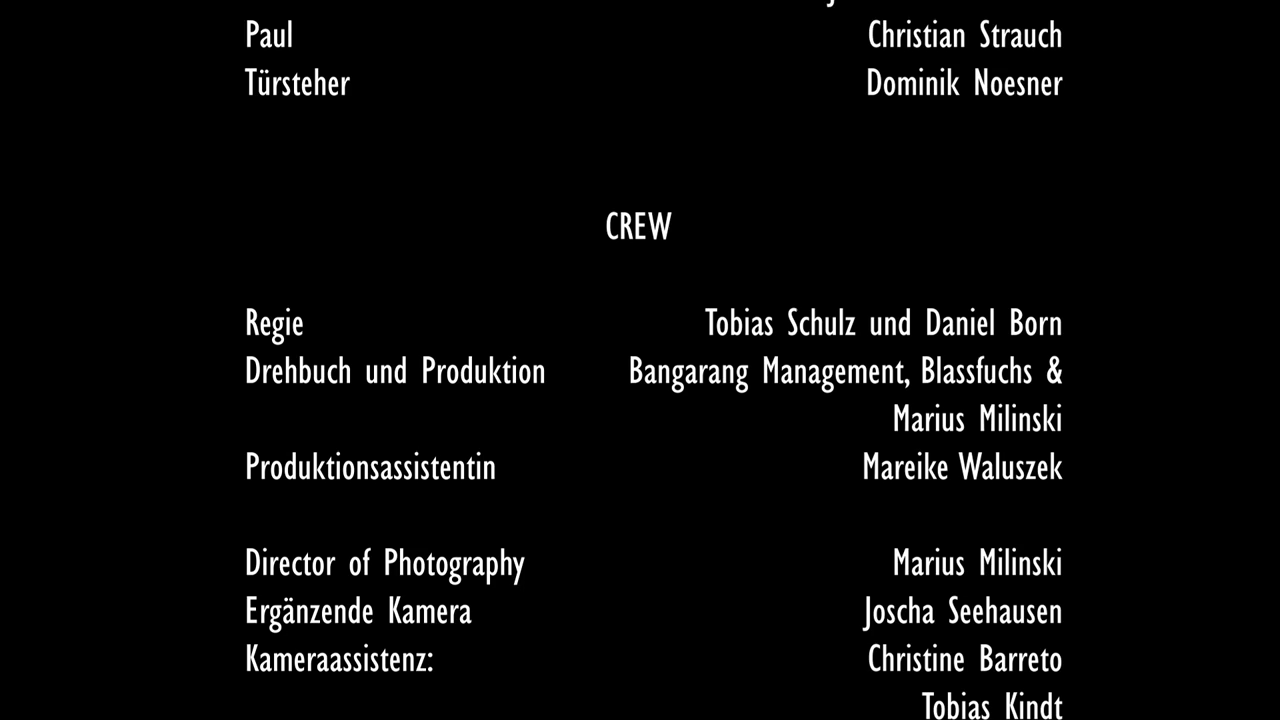 Paul Christian Strauch
Türsteher Dominik Noesner
CREW
Regie Tobias Schulz und Daniel Born
Drehbuch und Produktion Bangarang Management, Blassfuchs &
Marius Milinski
Produktionsassistentin Mareike Waluszek
Director of Photography Marius Milinski
Ergänzende Kamera Joscha Seehausen
Kameraassistenz: Christine Barreto
Tobias Kindt